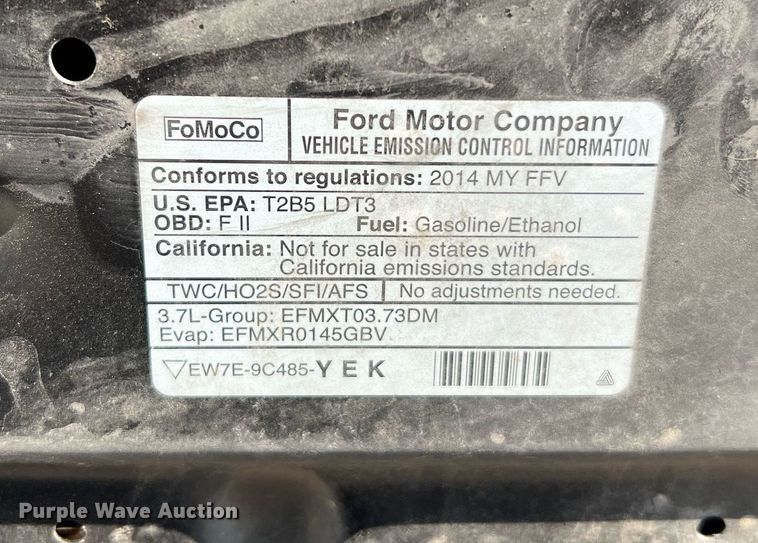 FoMoCo
Ford Motor Company
VEHICLE EMISSION CONTROL INFORMATION
Conforms to regulations: 2014 MY FFV
U.S. EPA: T2B5 LDT3
OBD: F II Fuel: Gasoline/Ethanol
California: Not for sale in states with
California emissions standards.
TWC/HO2S/SFI/AFS No adjustments needed.
3.7L-Group: EFMXT03.73DM
Evap: EFMXR0145GBV
EW7E-9C485-YEK
Purple Wave Auction